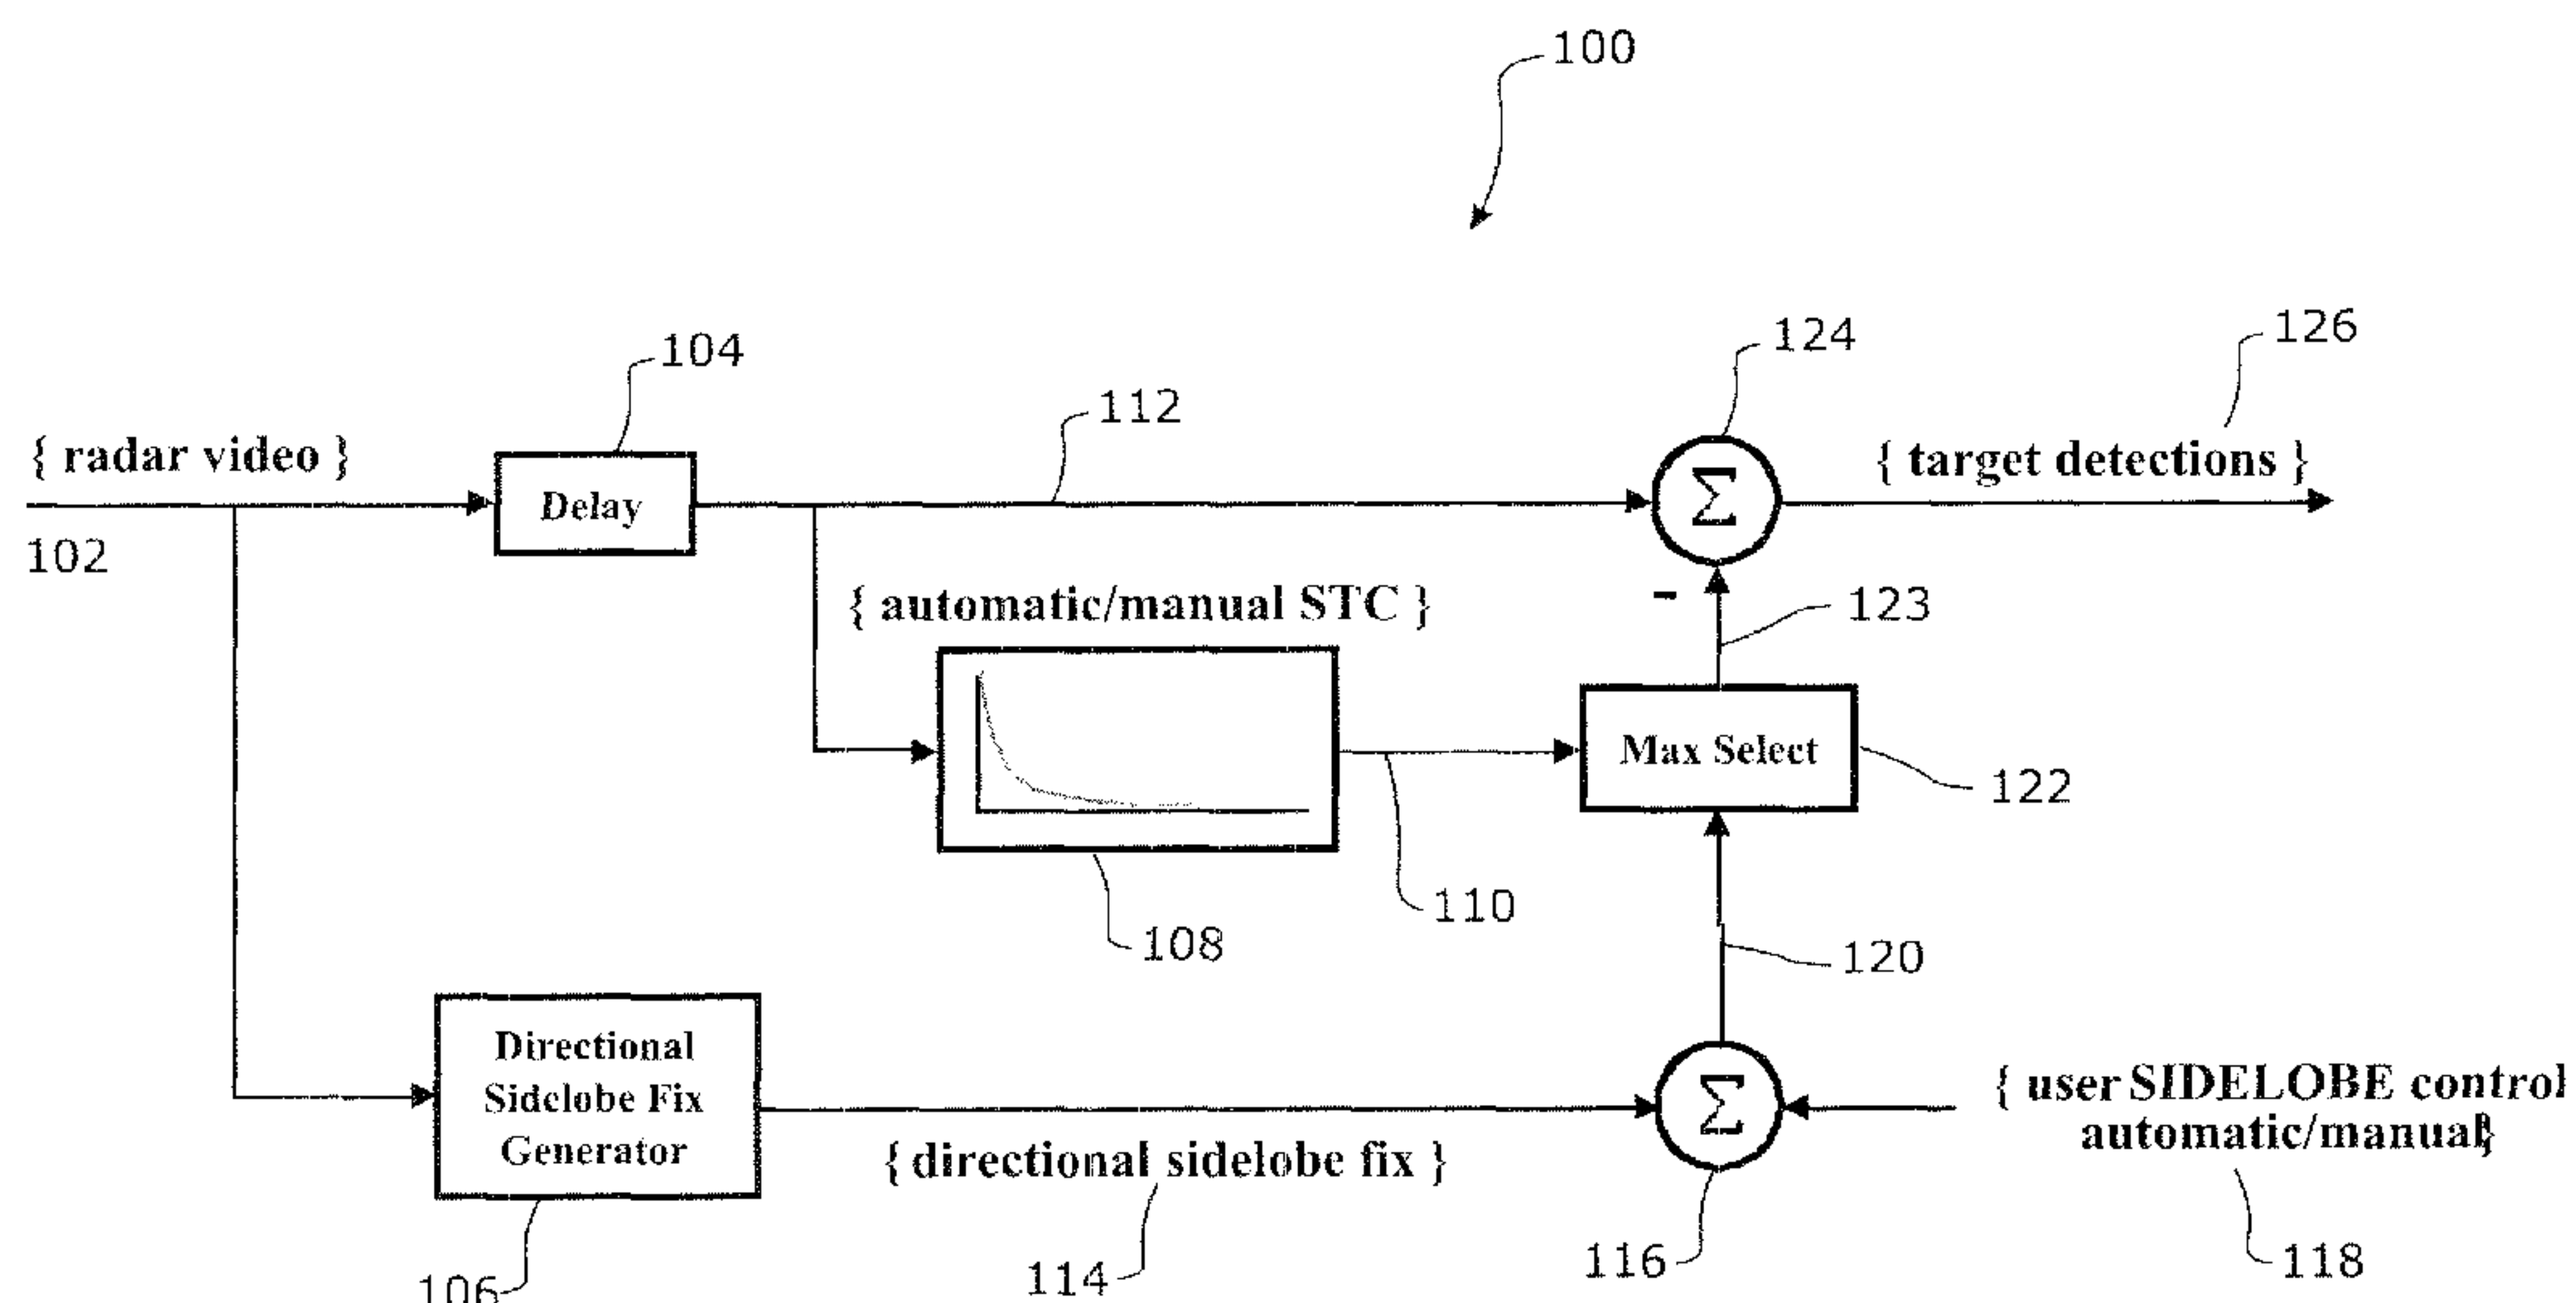 100
104
112
124
126
{ radar video }
Delay
Σ
{ target detections }
102
{ automatic/manual STC }
-
123
Max Select
122
110
108
120
Directional
Sidelobe Fix
Generator
Σ
{ user SIDELOBE control
automatic/manual}
{ directional sidelobe fix }
106
114
116
118